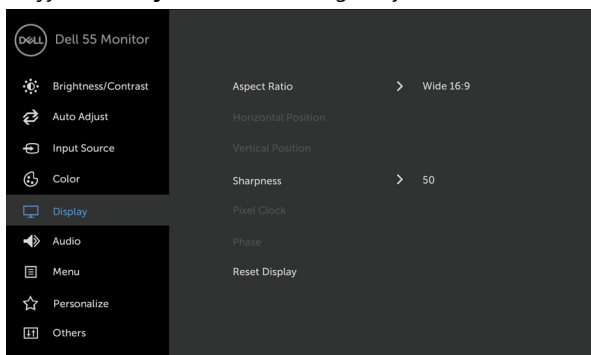 DELL
Dell 55 Monitor
Brightness/Contrast
Auto Adjust
Input Source
Color
Display
Audio
Menu
Personalize
Others
Aspect Ratio > Wide 16:9
Horizontal Position
Vertical Position
Sharpness > 50
Pixel Clock
Phase
Reset Display